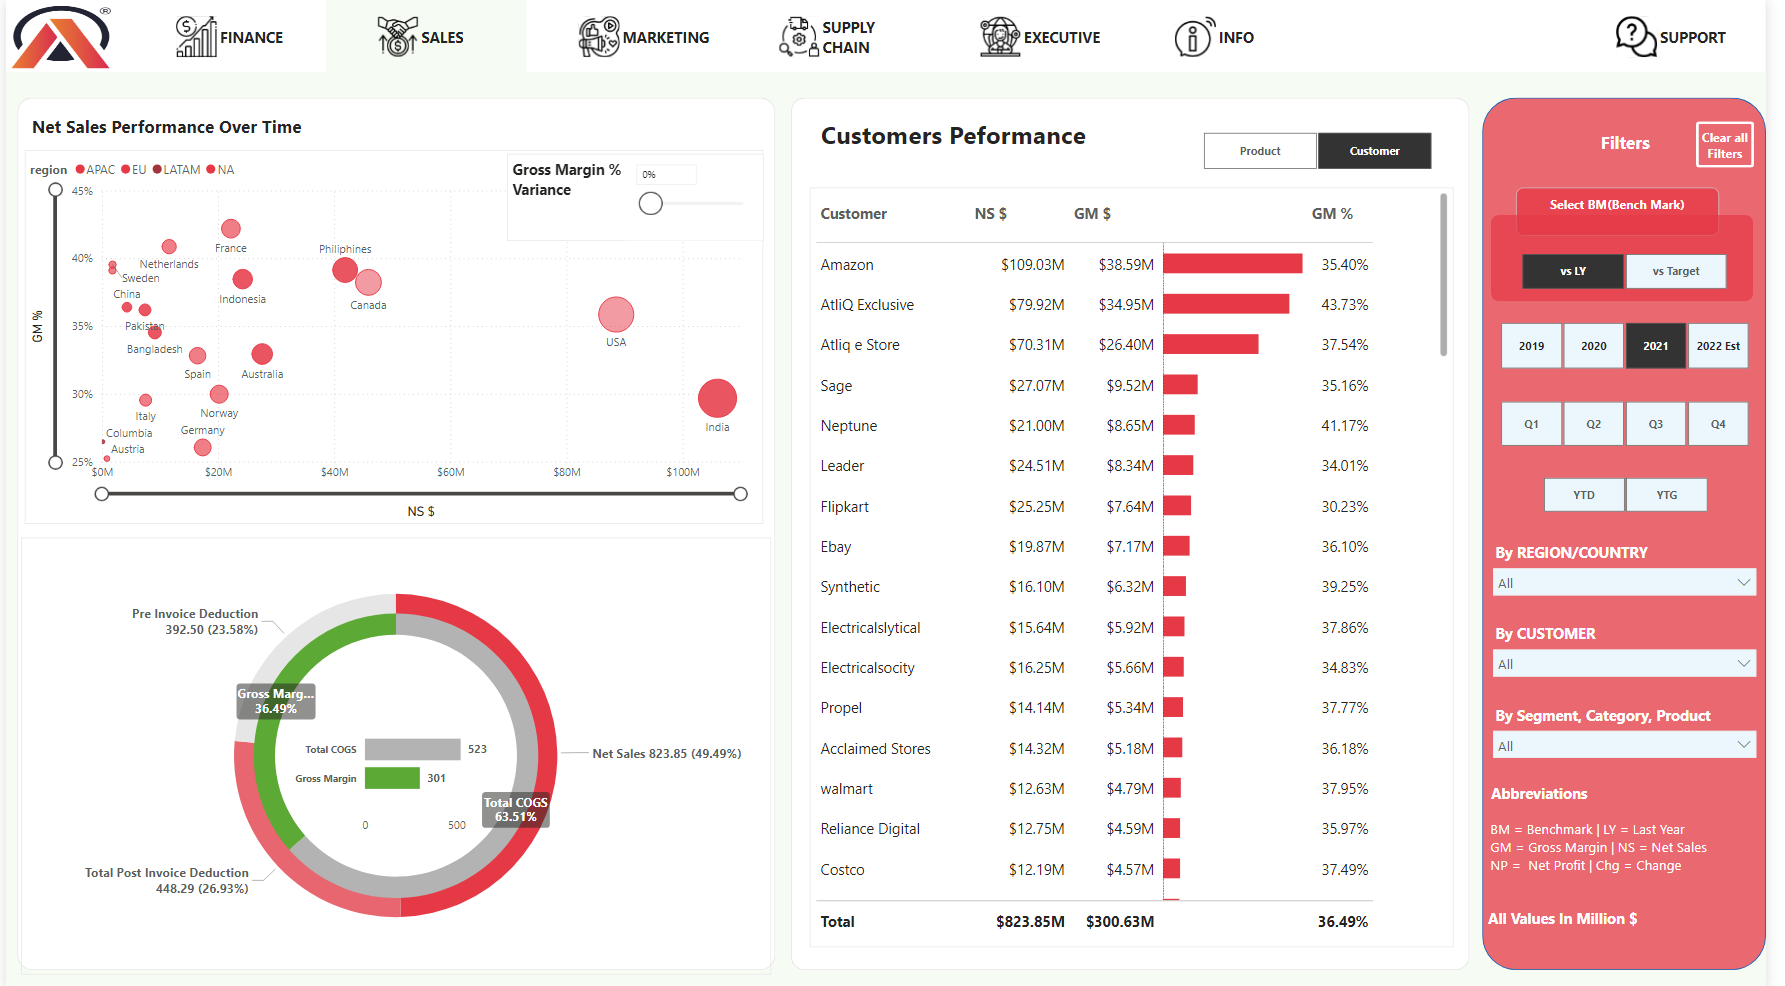 ®
FINANCE
SALES
MARKETING
SUPPLY
CHAIN
EXECUTIVE
INFO
SUPPORT
Net Sales Performance Over Time
region APAC EU LATAM NA
Gross Margin %
Variance
0%
45%
40%
35%
30%
25%
GM %
France
Netherlands
Sweden
China
Pakistan
Bangladesh
Spain
Italy
Columbia
Austria
Germany
Norway
Australia
Indonesia
Philiphines
Canada
USA
India
$0M $20M $40M $60M $80M $100M
NS $
Pre Invoice Deduction
392.50 (23.58%)
Gross Marg...
36.49%
Total COGS 523
Gross Margin 301
0 500
Net Sales 823.85 (49.49%)
Total COGS
63.51%
Total Post Invoice Deduction
448.29 (26.93%)
Customers Peformance
Product Customer
Customer NS $ GM $ GM %
Amazon $109.03M $38.59M 35.40%
AtliQ Exclusive $79.92M $34.95M 43.73%
Atliq e Store $70.31M $26.40M 37.54%
Sage $27.07M $9.52M 35.16%
Neptune $21.00M $8.65M 41.17%
Leader $24.51M $8.34M 34.01%
Flipkart $25.25M $7.64M 30.23%
Ebay $19.87M $7.17M 36.10%
Synthetic $16.10M $6.32M 39.25%
Electricalslytical $15.64M $5.92M 37.86%
Electricalsocity $16.25M $5.66M 34.83%
Propel $14.14M $5.34M 37.77%
Acclaimed Stores $14.32M $5.18M 36.18%
walmart $12.63M $4.79M 37.95%
Reliance Digital $12.75M $4.59M 35.97%
Costco $12.19M $4.57M 37.49%
Total $823.85M $300.63M 36.49%
Filters
Clear all
Filters
Select BM(Bench Mark)
vs LY vs Target
2019 2020 2021 2022 Est
Q1 Q2 Q3 Q4
YTD YTG
By REGION/COUNTRY
All
By CUSTOMER
All
By Segment, Category, Product
All
Abbreviations
BM = Benchmark | LY = Last Year
GM = Gross Margin | NS = Net Sales
NP = Net Profit | Chg = Change
All Values In Million $